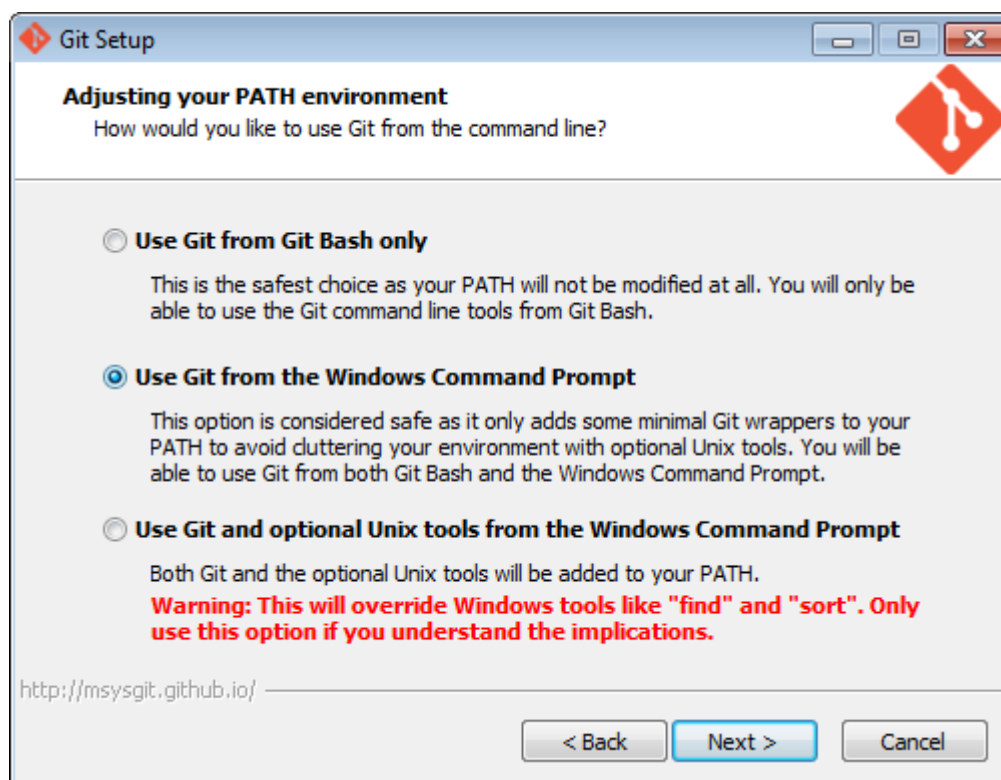 Git Setup
Adjusting your PATH environment
How would you like to use Git from the command line?
Use Git from Git Bash only
This is the safest choice as your PATH will not be modified at all. You will only be
able to use the Git command line tools from Git Bash.
Use Git from the Windows Command Prompt
This option is considered safe as it only adds some minimal Git wrappers to your
PATH to avoid cluttering your environment with optional Unix tools. You will be
able to use Git from both Git Bash and the Windows Command Prompt.
Use Git and optional Unix tools from the Windows Command Prompt
Both Git and the optional Unix tools will be added to your PATH.
Warning: This will override Windows tools like "find" and "sort". Only
use this option if you understand the implications.
http://msysgit.github.io/
< Back Next > Cancel